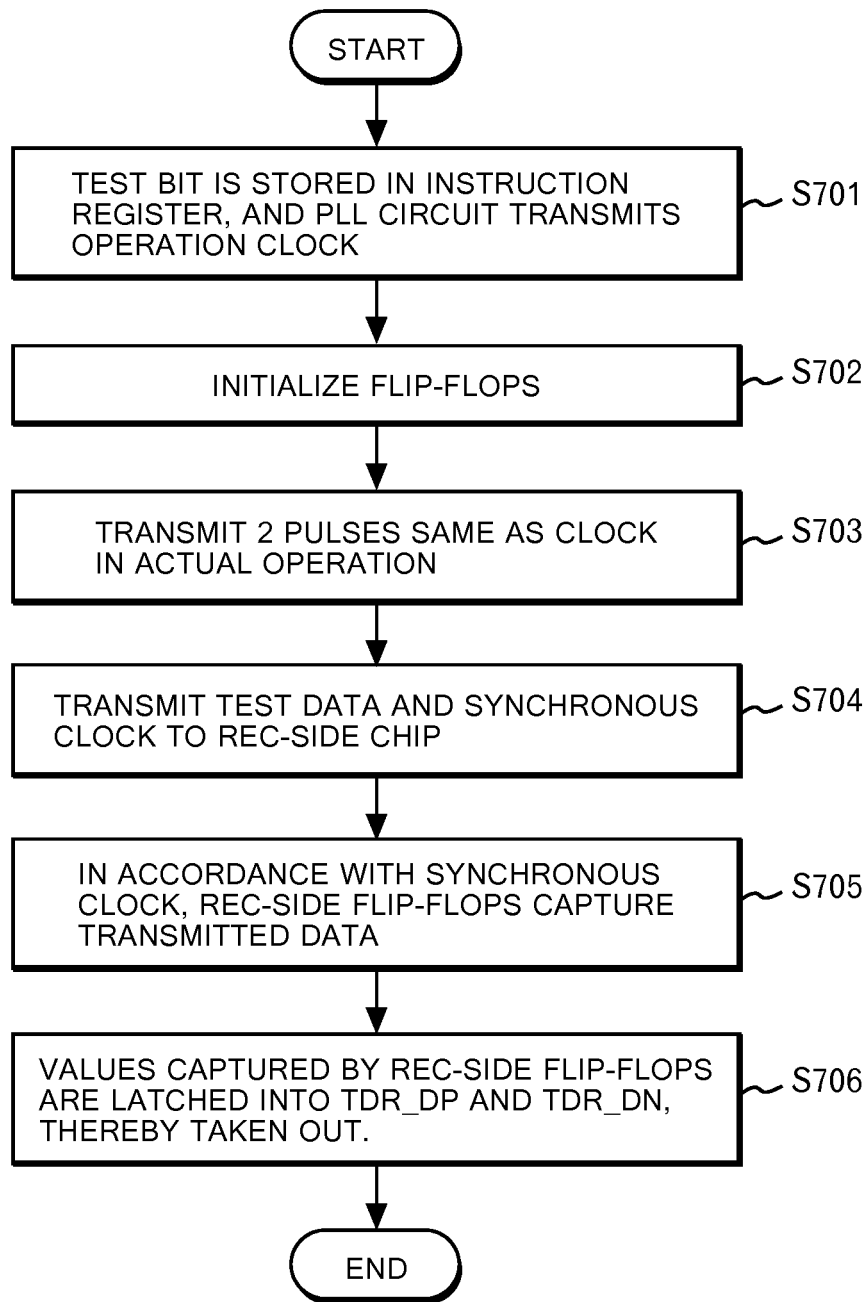 START
TEST BIT IS STORED IN INSTRUCTION
REGISTER, AND PLL CIRCUIT TRANSMITS
OPERATION CLOCK
S701
INITIALIZE FLIP-FLOPS
S702
TRANSMIT 2 PULSES SAME AS CLOCK
IN ACTUAL OPERATION
S703
TRANSMIT TEST DATA AND SYNCHRONOUS
CLOCK TO REC-SIDE CHIP
S704
IN ACCORDANCE WITH SYNCHRONOUS
CLOCK, REC-SIDE FLIP-FLOPS CAPTURE
TRANSMITTED DATA
S705
VALUES CAPTURED BY REC-SIDE FLIP-FLOPS
ARE LATCHED INTO TDR_DP AND TDR_DN,
THEREBY TAKEN OUT.
S706
END